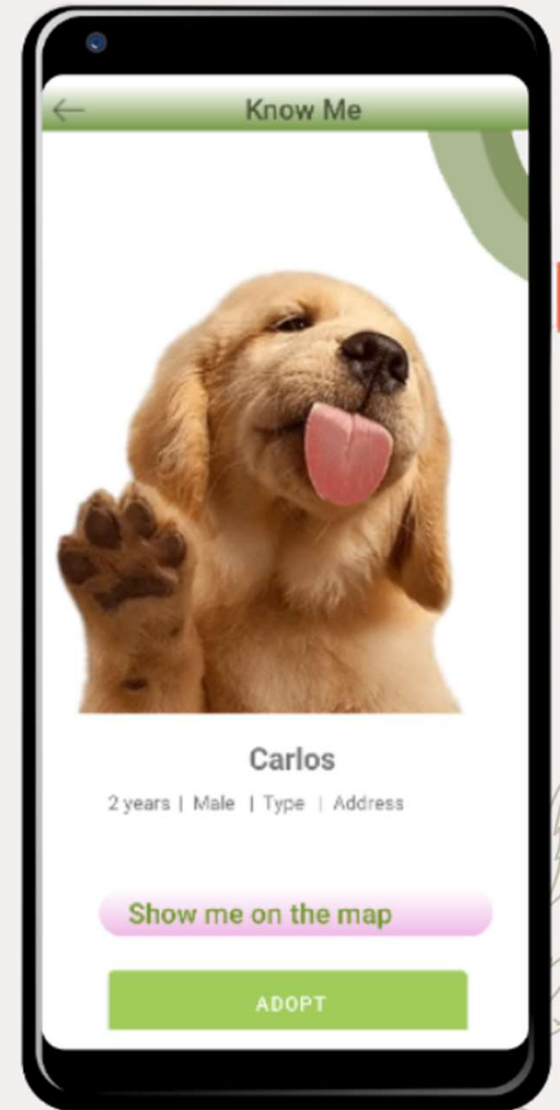 Know Me
Carlos
2 years | Male | Type | Address
Show me on the map
ADOPT